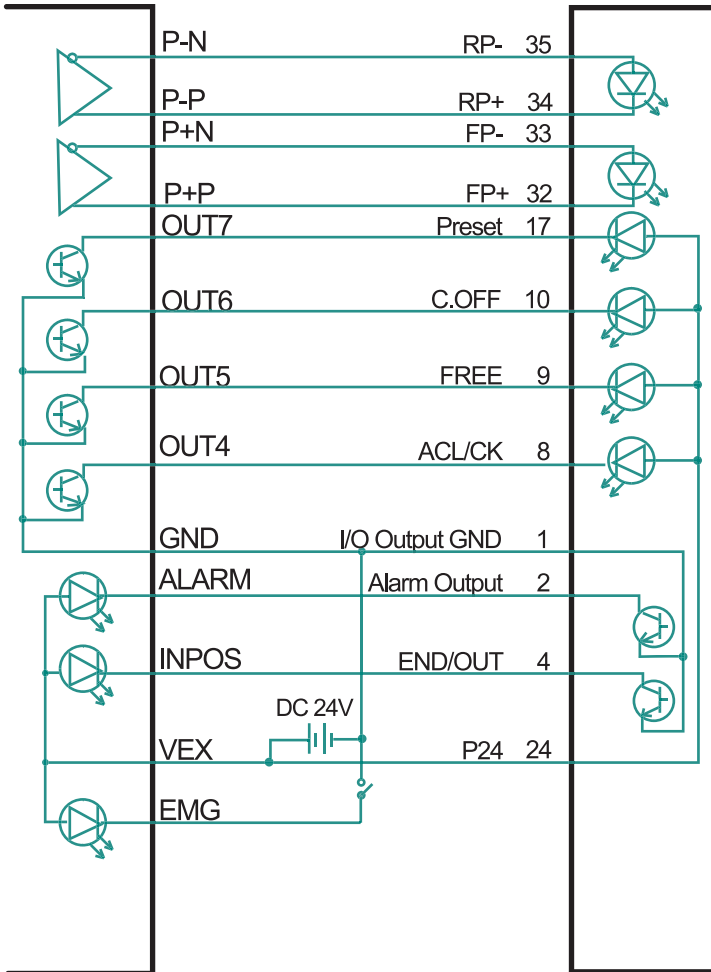 P-N RP- 35
P-P RP+ 34
P+N FP- 33
P+P FP+ 32
OUT7 Preset 17
OUT6 C.OFF 10
OUT5 FREE 9
OUT4 ACL/CK 8
GND I/O Output GND 1
ALARM Alarm Output 2
INPOS END/OUT 4
DC 24V
VEX P24 24
EMG